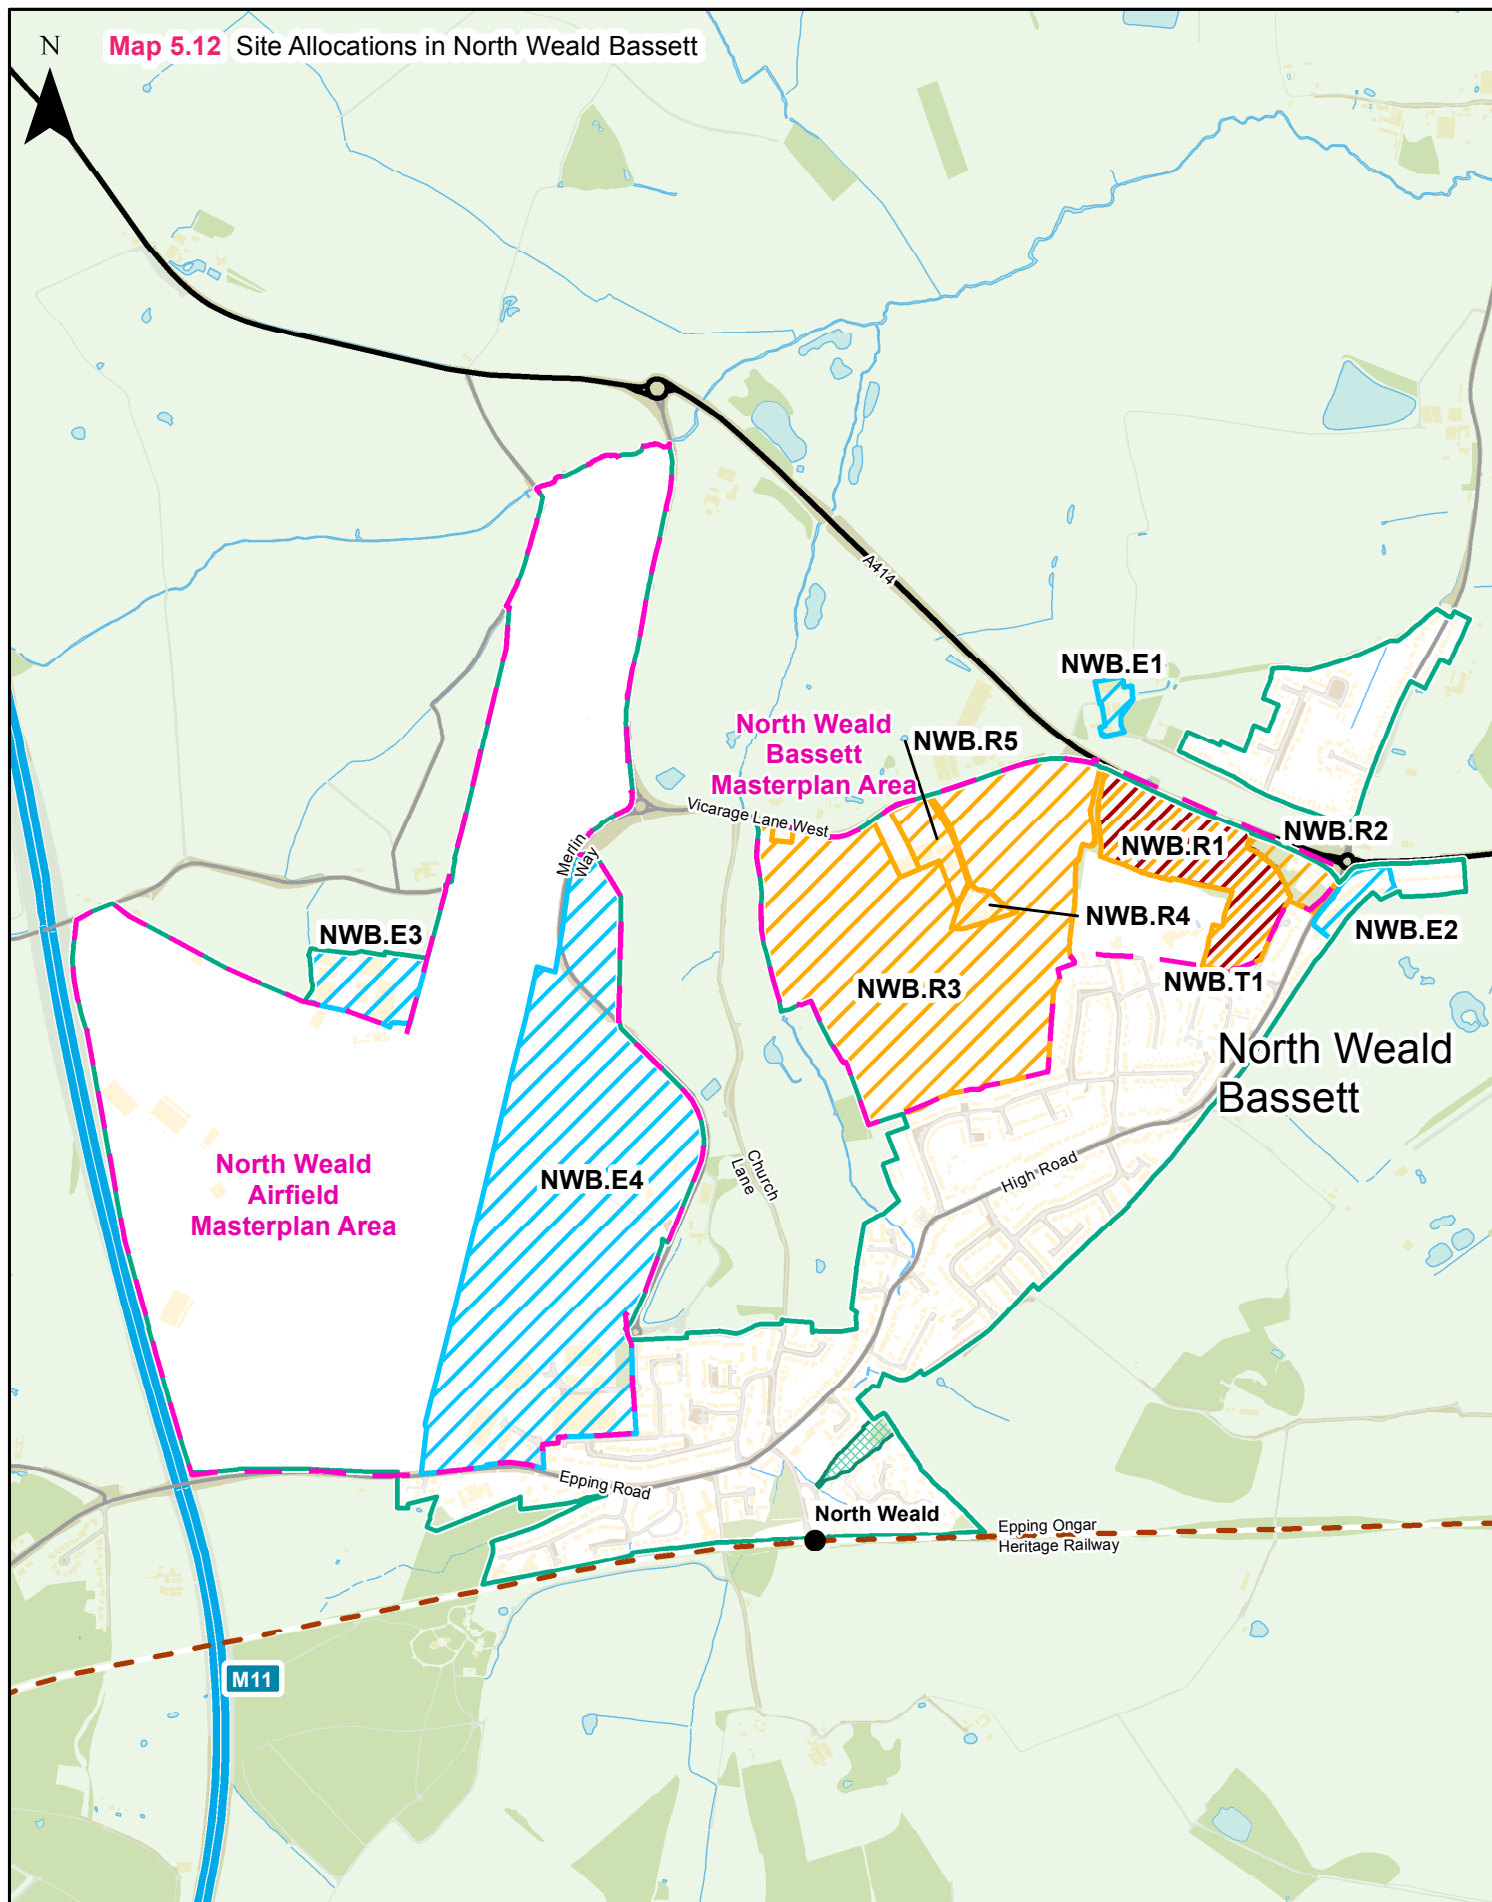 N
Map 5.12 Site Allocations in North Weald Bassett
A414
NWB.E1
North Weald
Bassett
Masterplan Area
NWB.R5
Vicarage Lane West
NWB.R2
NWB.R1
Merlin
Way
NWB.R4
NWB.E2
NWB.E3
NWB.T1
NWB.R3
North Weald
Bassett
North Weald
Airfield
Masterplan Area
NWB.E4
Church
Lane
High Road
Epping Road
North Weald
Epping Ongar
Heritage Railway
M11